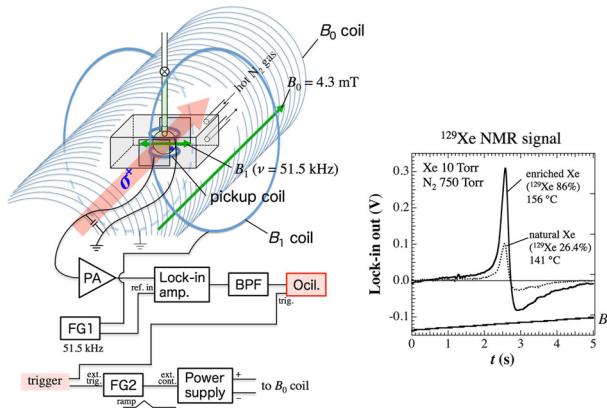 B₀ coil
hot N₂ gas
B₀ = 4.3 mT
σ⁺
B₁ (ν = 51.5 kHz)
pickup coil
B₁ coil
PA
Lock-in
amp.
ref. in
BPF
Ocil.
trig.
FG1
51.5 kHz
trigger
ext.
trig.
FG2
ext.
cont.
Power
supply
+
−
to B₀ coil
ramp
¹²⁹Xe NMR signal
Xe 10 Torr
N₂ 750 Torr
enriched Xe
(¹²⁹Xe 86%)
156 °C
natural Xe
(¹²⁹Xe 26.4%)
141 °C
Lock-in out (V)
0.3
0.2
0.1
-0.0
-0.1
B
0 1 2 3 4 5
t (s)